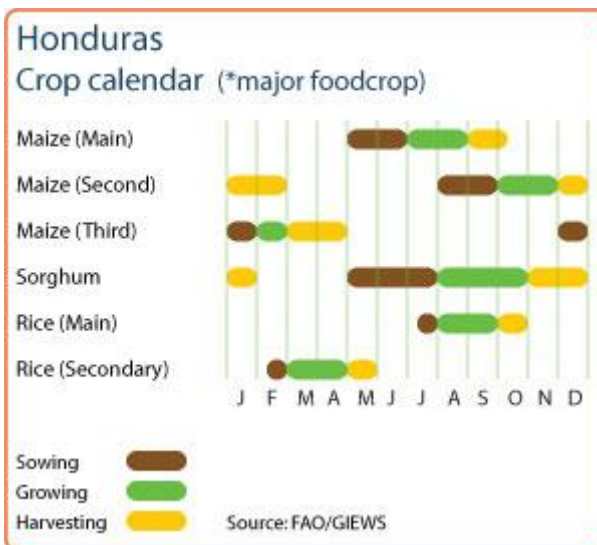 Honduras
Crop calendar (*major foodcrop)
Maize (Main)
Maize (Second)
Maize (Third)
Sorghum
Rice (Main)
Rice (Secondary)
J F M A M J J A S O N D
Sowing
Growing
Harvesting
Source: FAO/GIEWS